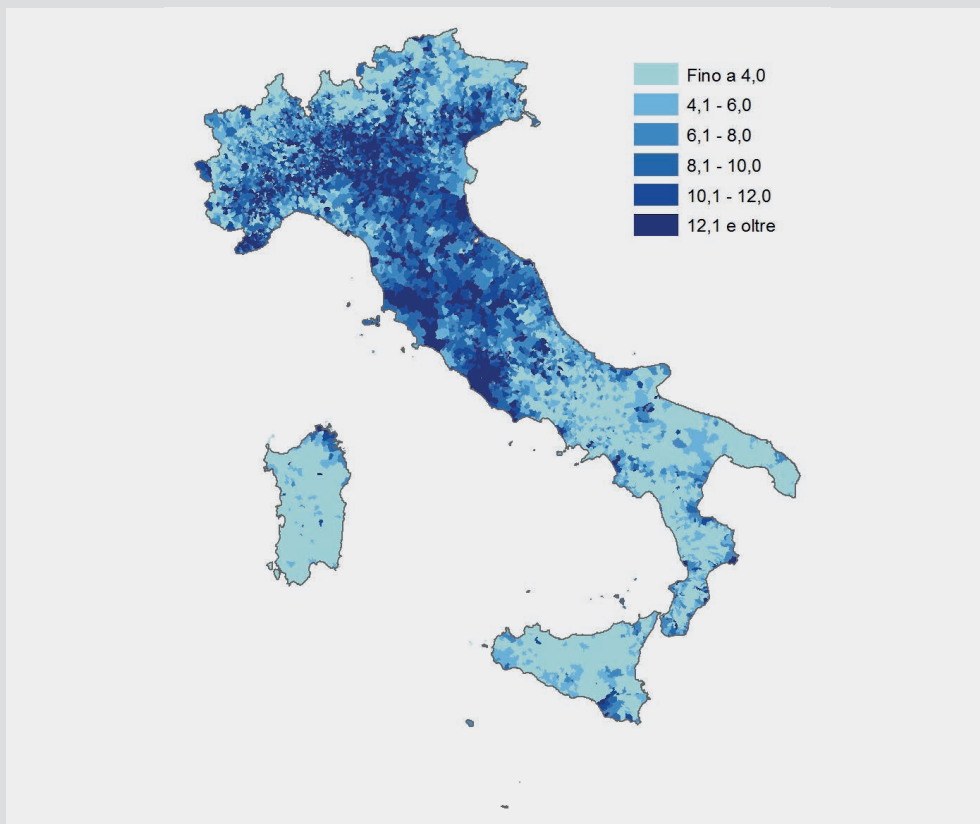 Fino a 4,0
4,1 - 6,0
6,1 - 8,0
8,1 - 10,0
10,1 - 12,0
12,1 e oltre